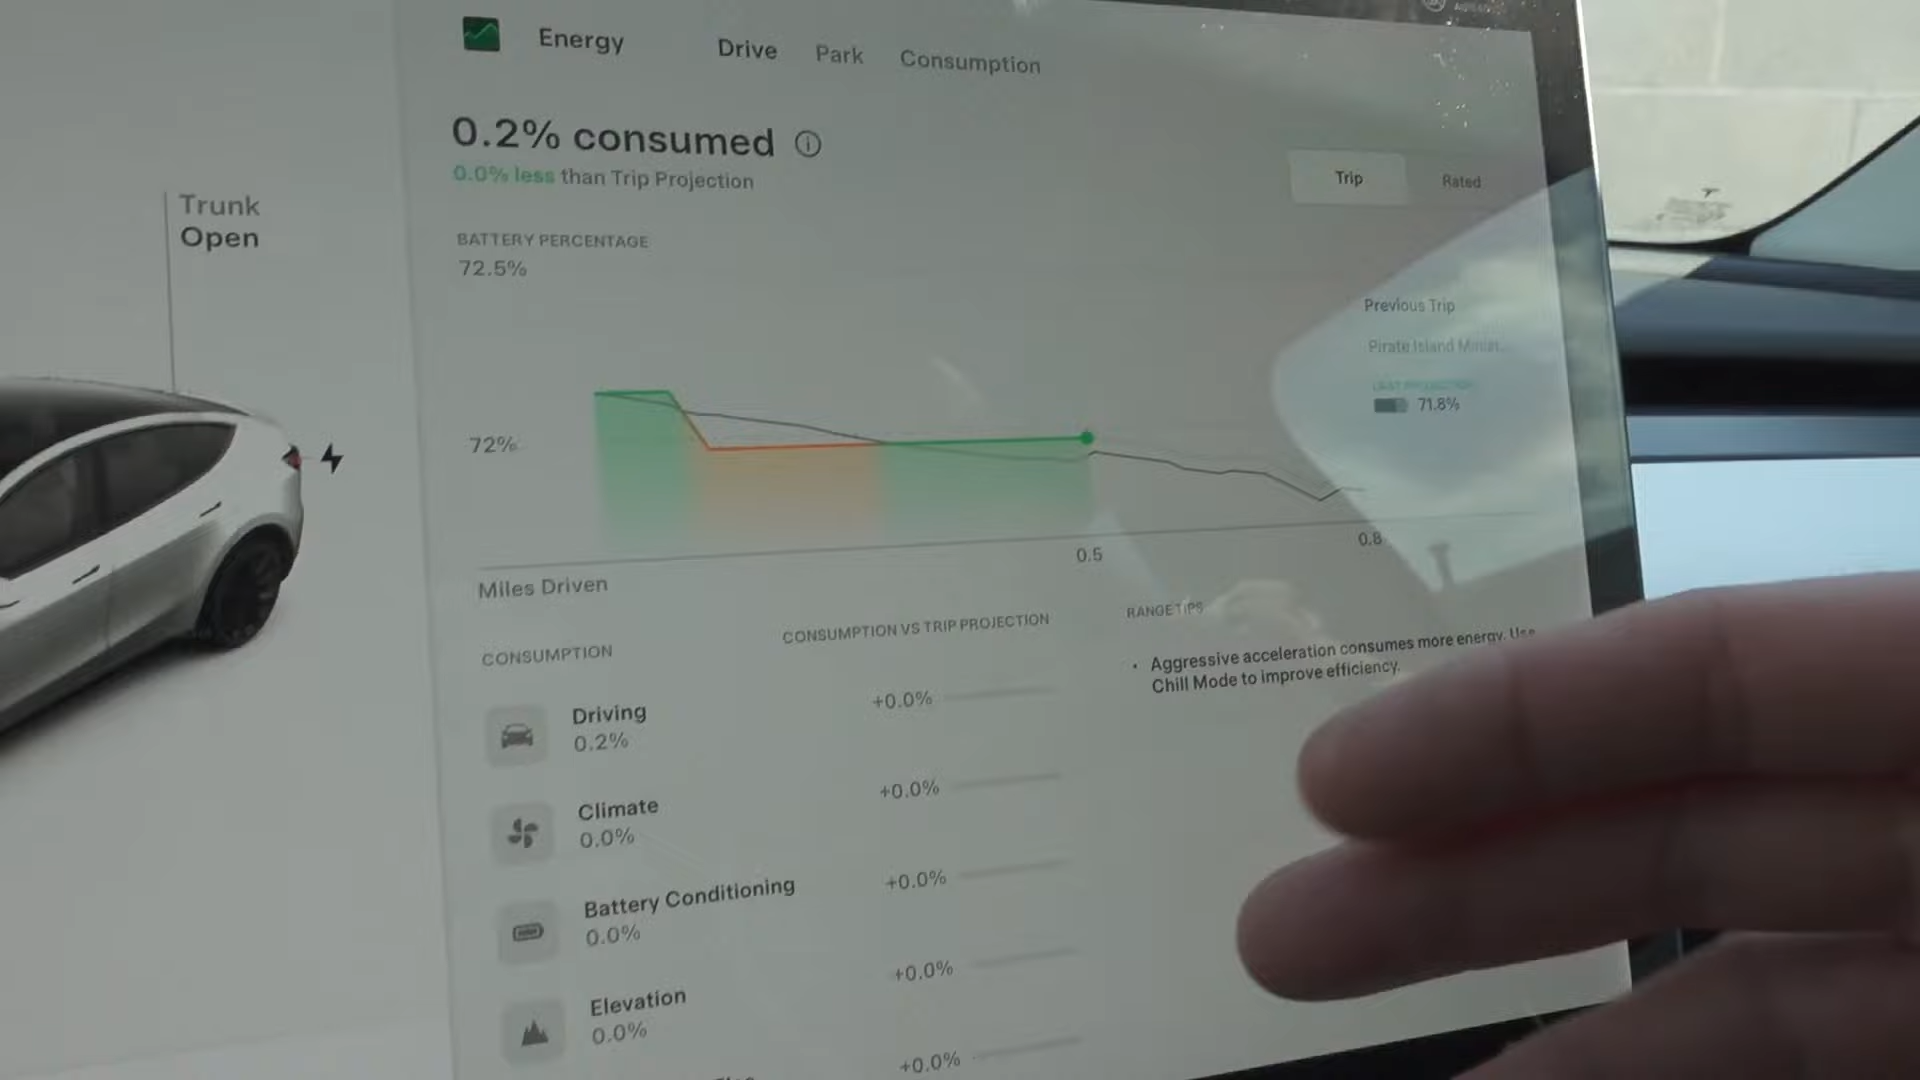 Energy
Drive
Park
Consumption
0.2% consumed
0.0% less than Trip Projection
Trip
Rated
Trunk
Open
BATTERY PERCENTAGE
72.5%
Previous Trip
Pirate Island
71.8%
72%
0.5
0.8
Miles Driven
CONSUMPTION
CONSUMPTION VS TRIP PROJECTION
RANGE TIPS
• Aggressive acceleration consumes more energy. Use
Chill Mode to improve efficiency.
Driving
0.2%
+0.0%
Climate
0.0%
+0.0%
Battery Conditioning
0.0%
+0.0%
Elevation
0.0%
+0.0%
+0.0%